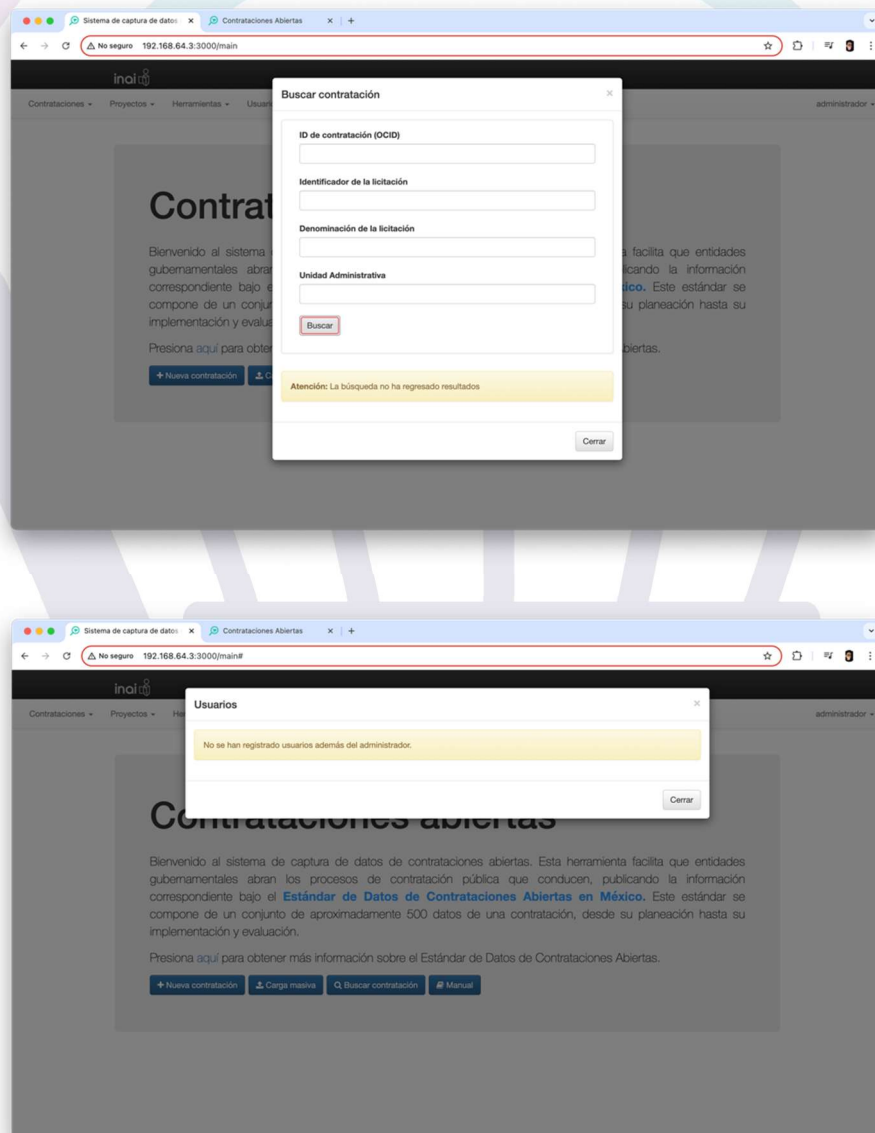 Sistema de captura de datos
Contrataciones Abiertas
No seguro 192.168.64.3:3000/main
inai
Contrataciones Proyectos Herramientas administrador
Buscar contratación
ID de contratación (OCID)
Identificador de la licitación
Denominación de la licitación
Unidad Administrativa
Buscar
Atención: La búsqueda no ha regresado resultados
Cerrar
Contrat
Bienvenido al sistema facilita que entidades
gubernamentales licando la información
correspondiente bajo Este estándar se
compone de un su planeación hasta su
implementación y
Presiona aquí para biertas.
Nueva contratación
Sistema de captura de datos
Contrataciones Abiertas
No seguro 192.168.64.3:3000/main#
inai
Contrataciones Proyectos administrador
Usuarios
No se han registrado usuarios además del administrador.
Cerrar
Contrataciones abiertas
Bienvenido al sistema de captura de datos de contrataciones abiertas. Esta herramienta facilita que entidades
gubernamentales abran los procesos de contratación pública que conducen, publicando la información
correspondiente bajo el Estándar de Datos de Contrataciones Abiertas en México. Este estándar se
compone de un conjunto de aproximadamente 500 datos de una contratación, desde su planeación hasta su
implementación y evaluación.
Presiona aquí para obtener más información sobre el Estándar de Datos de Contrataciones Abiertas.
Nueva contratación Carga masiva Buscar contratación Manual